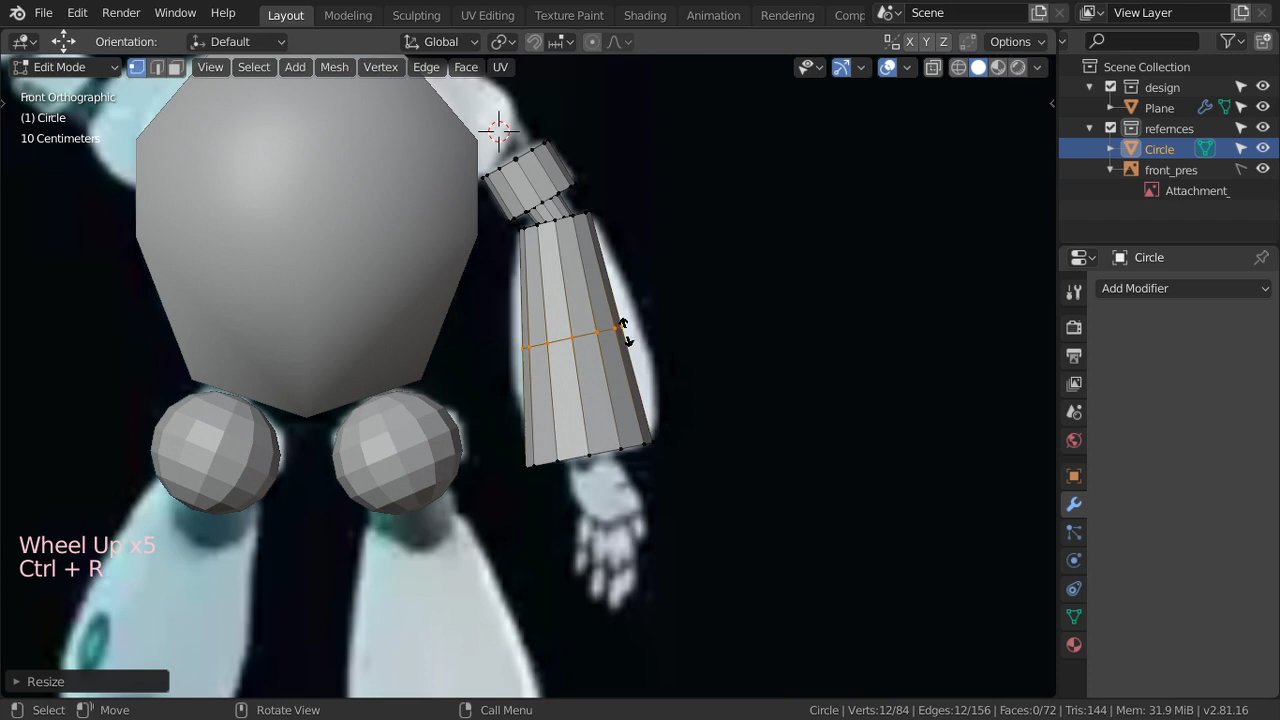 File Edit Render Window Help Layout Modeling Sculpting UV Editing Texture Paint Shading Animation Rendering Comp Scene View Layer
Orientation: Default Global X Y Z Options
Edit Mode View Select Add Mesh Vertex Edge Face UV
Front Orthographic
(1) Circle
10 Centimeters
Scene Collection
design
Plane
refernces
Circle
front_pres
Attachment_
Circle
Add Modifier
Wheel Up x5
Ctrl + R
Resize
Select Move Rotate View Call Menu Circle | Verts:12/84 | Edges:12/156 | Faces:0/72 | Tris:144 | Mem: 31.9 MiB | v2.81.16